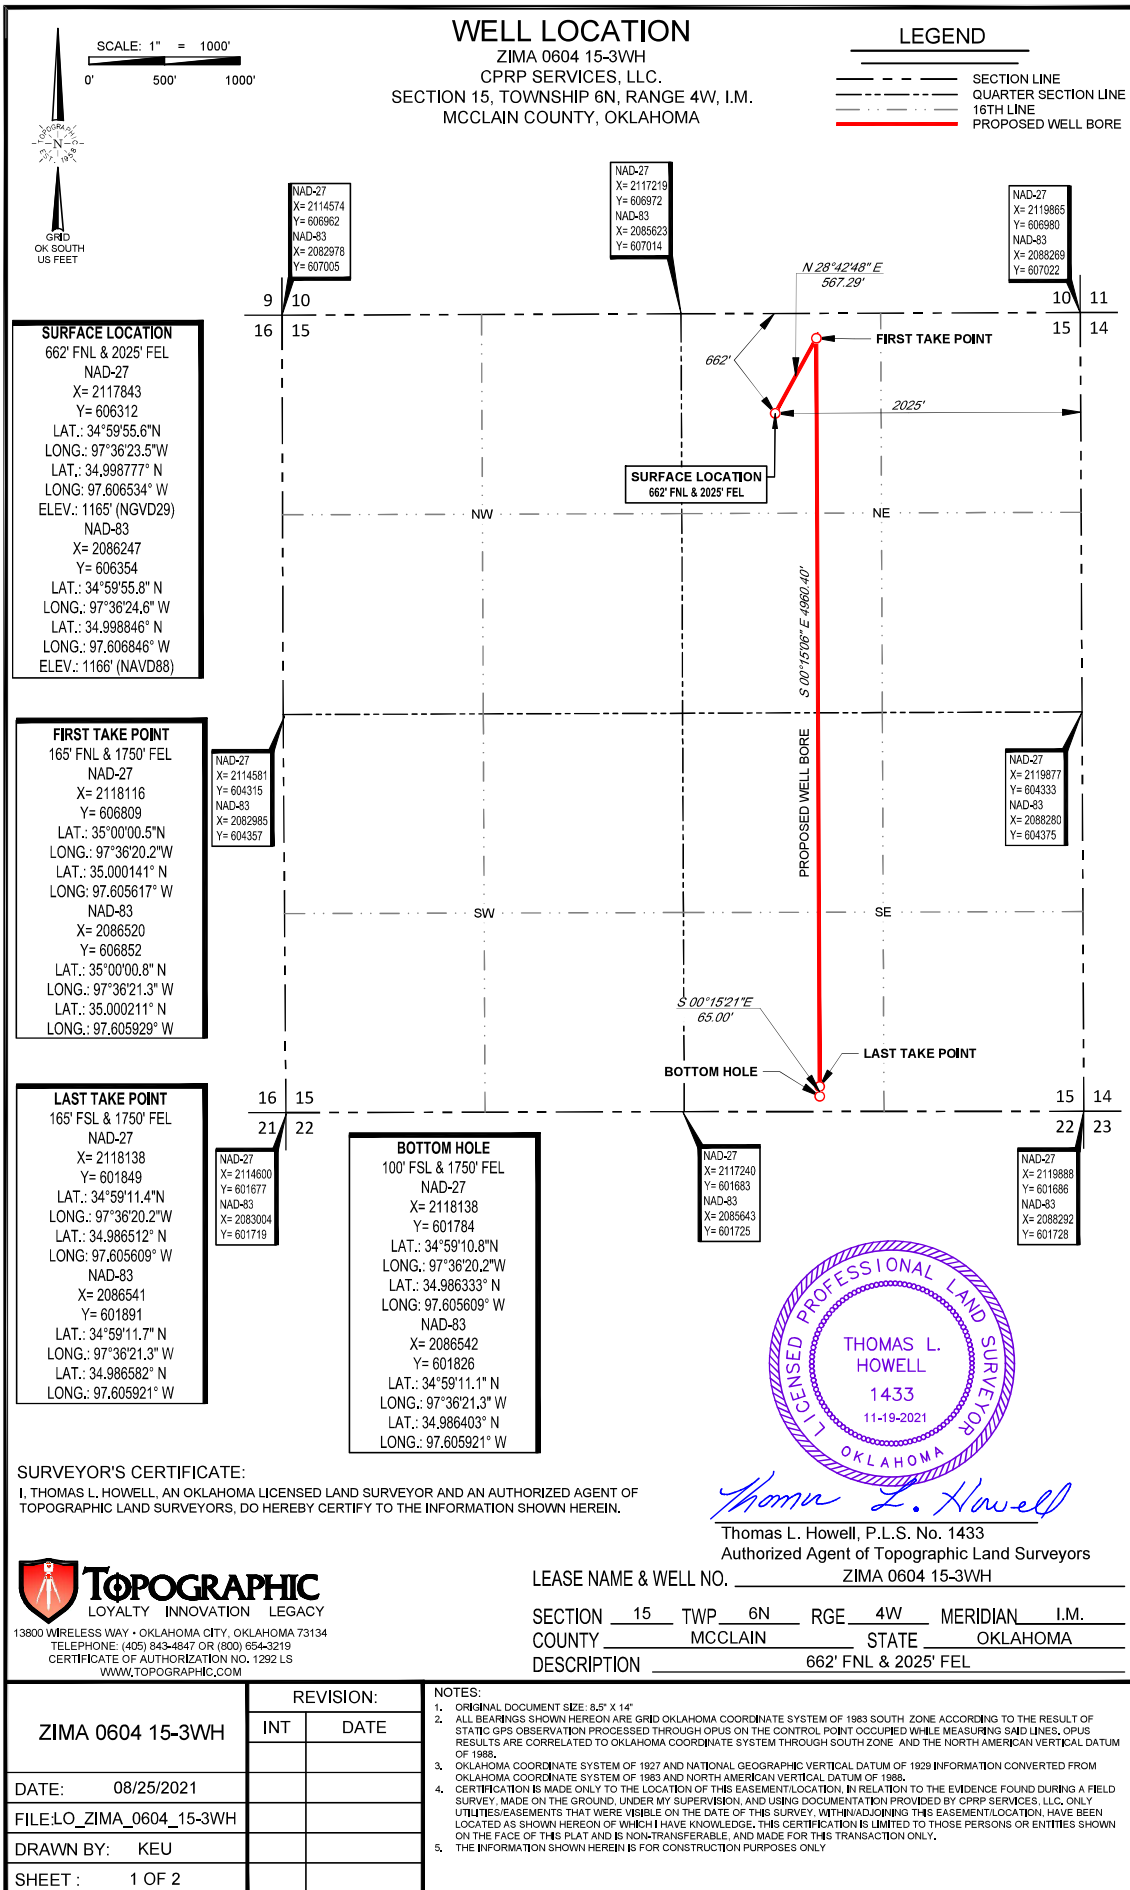 WELL LOCATION
ZIMA 0604 15-3WH
CPRP SERVICES, LLC.
SECTION 15, TOWNSHIP 6N, RANGE 4W, I.M.
MCCLAIN COUNTY, OKLAHOMA
SCALE: 1" = 1000'
0' 500' 1000'
TOPOGRAPHIC
N
EST. 1958
GRID
OK SOUTH
US FEET
LEGEND
SECTION LINE
QUARTER SECTION LINE
16TH LINE
PROPOSED WELL BORE
NAD-27
X= 2114574
Y= 606962
NAD-83
X= 2082978
Y= 607005
NAD-27
X= 2117219
Y= 606972
NAD-83
X= 2085623
Y= 607014
NAD-27
X= 2119865
Y= 606980
NAD-83
X= 2088269
Y= 607022
N 28°42'48" E
567.29'
9 10
16 15
10 11
15 14
FIRST TAKE POINT
662'
2025'
SURFACE LOCATION
662' FNL & 2025' FEL
NW
NE
S 00°15'06" E 4960.40'
PROPOSED WELL BORE
SURFACE LOCATION
662' FNL & 2025' FEL
NAD-27
X= 2117843
Y= 606312
LAT.: 34°59'55.6"N
LONG.: 97°36'23.5"W
LAT.: 34.998777° N
LONG: 97.606534° W
ELEV.: 1165' (NGVD29)
NAD-83
X= 2086247
Y= 606354
LAT.: 34°59'55.8" N
LONG.: 97°36'24.6" W
LAT.: 34.998846° N
LONG.: 97.606846° W
ELEV.: 1166' (NAVD88)
FIRST TAKE POINT
165' FNL & 1750' FEL
NAD-27
X= 2118116
Y= 606809
LAT.: 35°00'00.5"N
LONG.: 97°36'20.2"W
LAT.: 35.000141° N
LONG: 97.605617° W
NAD-83
X= 2086520
Y= 606852
LAT.: 35°00'00.8" N
LONG.: 97°36'21.3" W
LAT.: 35.000211° N
LONG.: 97.605929° W
NAD-27
X= 2114581
Y= 604315
NAD-83
X= 2082985
Y= 604357
NAD-27
X= 2119877
Y= 604333
NAD-83
X= 2088280
Y= 604375
SW
SE
S 00°15'21"E
65.00'
LAST TAKE POINT
BOTTOM HOLE
LAST TAKE POINT
165' FSL & 1750' FEL
NAD-27
X= 2118138
Y= 601849
LAT.: 34°59'11.4"N
LONG.: 97°36'20.2"W
LAT.: 34.986512° N
LONG: 97.605609° W
NAD-83
X= 2086541
Y= 601891
LAT.: 34°59'11.7" N
LONG.: 97°36'21.3" W
LAT.: 34.986582° N
LONG.: 97.605921° W
16 15
21 22
15 14
22 23
NAD-27
X= 2114600
Y= 601677
NAD-83
X= 2083004
Y= 601719
BOTTOM HOLE
100' FSL & 1750' FEL
NAD-27
X= 2118138
Y= 601784
LAT.: 34°59'10.8"N
LONG.: 97°36'20.2"W
LAT.: 34.986333° N
LONG: 97.605609° W
NAD-83
X= 2086542
Y= 601826
LAT.: 34°59'11.1" N
LONG.: 97°36'21.3" W
LAT.: 34.986403° N
LONG.: 97.605921° W
NAD-27
X= 2117240
Y= 601683
NAD-83
X= 2085643
Y= 601725
NAD-27
X= 2119888
Y= 601686
NAD-83
X= 2088292
Y= 601728
LICENSED PROFESSIONAL LAND SURVEYOR
THOMAS L.
HOWELL
1433
11-19-2021
OKLAHOMA
SURVEYOR'S CERTIFICATE:
I, THOMAS L. HOWELL, AN OKLAHOMA LICENSED LAND SURVEYOR AND AN AUTHORIZED AGENT OF
TOPOGRAPHIC LAND SURVEYORS, DO HEREBY CERTIFY TO THE INFORMATION SHOWN HEREIN.
Thomas L. Howell
Thomas L. Howell, P.L.S. No. 1433
Authorized Agent of Topographic Land Surveyors
TOPOGRAPHIC
LOYALTY INNOVATION LEGACY
13800 WIRELESS WAY • OKLAHOMA CITY, OKLAHOMA 73134
TELEPHONE: (405) 843-4847 OR (800) 654-3219
CERTIFICATE OF AUTHORIZATION NO. 1292 LS
WWW.TOPOGRAPHIC.COM
LEASE NAME & WELL NO. ZIMA 0604 15-3WH
SECTION 15 TWP 6N RGE 4W MERIDIAN I.M.
COUNTY MCCLAIN STATE OKLAHOMA
DESCRIPTION 662' FNL & 2025' FEL
ZIMA 0604 15-3WH
REVISION:
INT DATE
DATE: 08/25/2021
FILE:LO_ZIMA_0604_15-3WH
DRAWN BY: KEU
SHEET : 1 OF 2
NOTES:
1. ORIGINAL DOCUMENT SIZE: 8.5" X 14"
2. ALL BEARINGS SHOWN HEREON ARE GRID OKLAHOMA COORDINATE SYSTEM OF 1983 SOUTH ZONE ACCORDING TO THE RESULT OF
STATIC GPS OBSERVATION PROCESSED THROUGH OPUS ON THE CONTROL POINT OCCUPIED WHILE MEASURING SAID LINES. OPUS
RESULTS ARE CORRELATED TO OKLAHOMA COORDINATE SYSTEM THROUGH SOUTH ZONE AND THE NORTH AMERICAN VERTICAL DATUM
OF 1988.
3. OKLAHOMA COORDINATE SYSTEM OF 1927 AND NATIONAL GEOGRAPHIC VERTICAL DATUM OF 1929 INFORMATION CONVERTED FROM
OKLAHOMA COORDINATE SYSTEM OF 1983 AND NORTH AMERICAN VERTICAL DATUM OF 1988.
4. CERTIFICATION IS MADE ONLY TO THE LOCATION OF THIS EASEMENT/LOCATION, IN RELATION TO THE EVIDENCE FOUND DURING A FIELD
SURVEY, MADE ON THE GROUND, UNDER MY SUPERVISION, AND USING DOCUMENTATION PROVIDED BY CPRP SERVICES, LLC. ONLY
UTILITIES/EASEMENTS THAT WERE VISIBLE ON THE DATE OF THIS SURVEY, WITHIN/ADJOINING THIS EASEMENT/LOCATION, HAVE BEEN
LOCATED AS SHOWN HEREON OF WHICH I HAVE KNOWLEDGE. THIS CERTIFICATION IS LIMITED TO THOSE PERSONS OR ENTITIES SHOWN
ON THE FACE OF THIS PLAT AND IS NON-TRANSFERABLE, AND MADE FOR THIS TRANSACTION ONLY.
5. THE INFORMATION SHOWN HEREIN IS FOR CONSTRUCTION PURPOSES ONLY